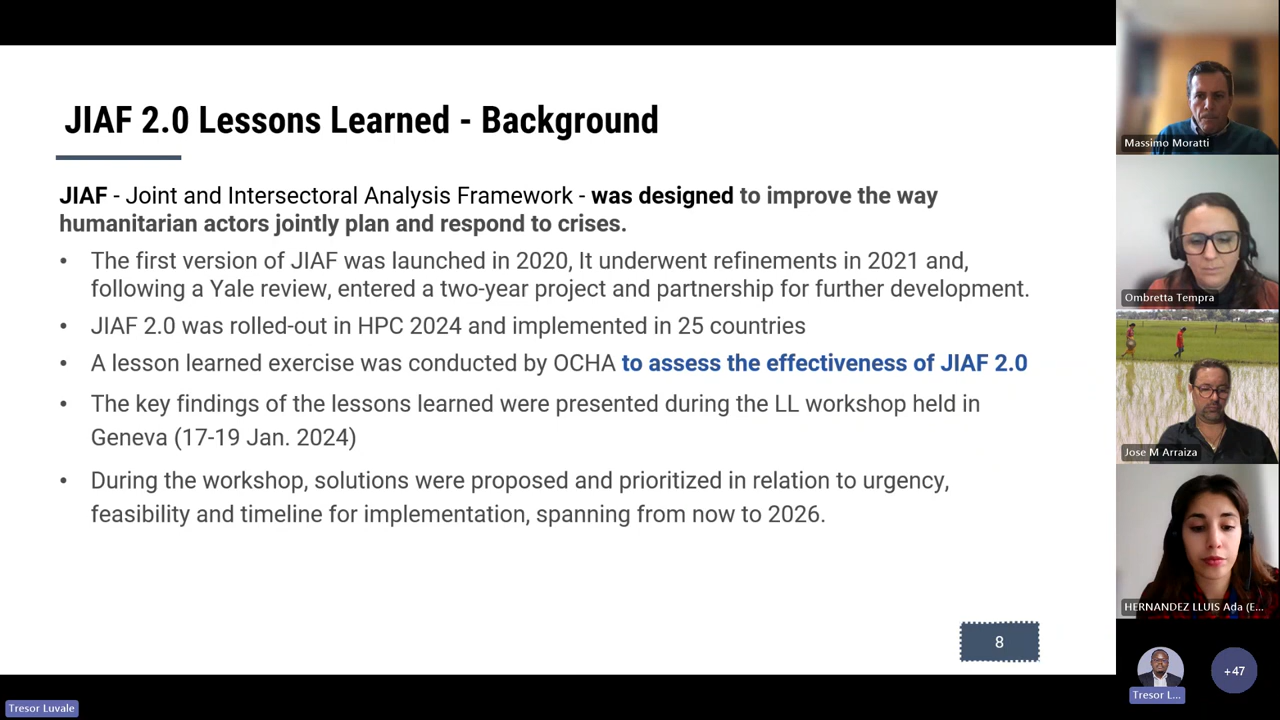 JIAF 2.0 Lessons Learned - Background
JIAF - Joint and Intersectoral Analysis Framework - was designed to improve the way
humanitarian actors jointly plan and respond to crises.
• The first version of JIAF was launched in 2020, It underwent refinements in 2021 and,
following a Yale review, entered a two-year project and partnership for further development.
• JIAF 2.0 was rolled-out in HPC 2024 and implemented in 25 countries
• A lesson learned exercise was conducted by OCHA to assess the effectiveness of JIAF 2.0
• The key findings of the lessons learned were presented during the LL workshop held in
Geneva (17-19 Jan. 2024)
• During the workshop, solutions were proposed and prioritized in relation to urgency,
feasibility and timeline for implementation, spanning from now to 2026.
8
Tresor Luvale
Massimo Moratti
Ombretta Tempra
Jose M Arraiza
HERNANDEZ LLUIS Ada (E...
Tresor L...
+47